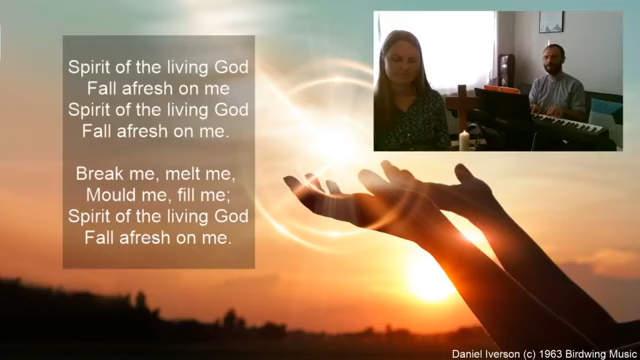 Spirit of the living God
Fall afresh on me
Spirit of the living God
Fall afresh on me.
Break me, melt me,
Mould me, fill me;
Spirit of the living God
Fall afresh on me.
Daniel Iverson (c) 1963 Birdwing Music